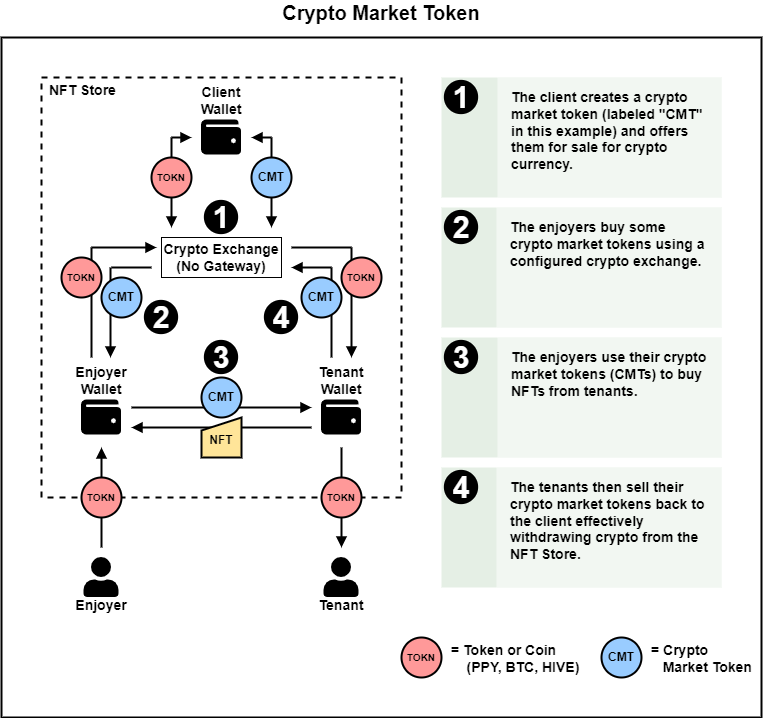 Crypto Market Token
NFT Store
Client
Wallet
TOKN
CMT
1
Crypto Exchange
(No Gateway)
TOKN
CMT
2
CMT
TOKN
4
3
Enjoyer
Wallet
CMT
NFT
Tenant
Wallet
TOKN
TOKN
Enjoyer
Tenant
1
The client creates a crypto
market token (labeled "CMT"
in this example) and offers
them for sale for crypto
currency.
2
The enjoyers buy some
crypto market tokens using a
configured crypto exchange.
3
The enjoyers use their crypto
market tokens (CMTs) to buy
NFTs from tenants.
4
The tenants then sell their
crypto market tokens back to
the client effectively
withdrawing crypto from the
NFT Store.
TOKN
= Token or Coin
(PPY, BTC, HIVE)
CMT
= Crypto
Market Token